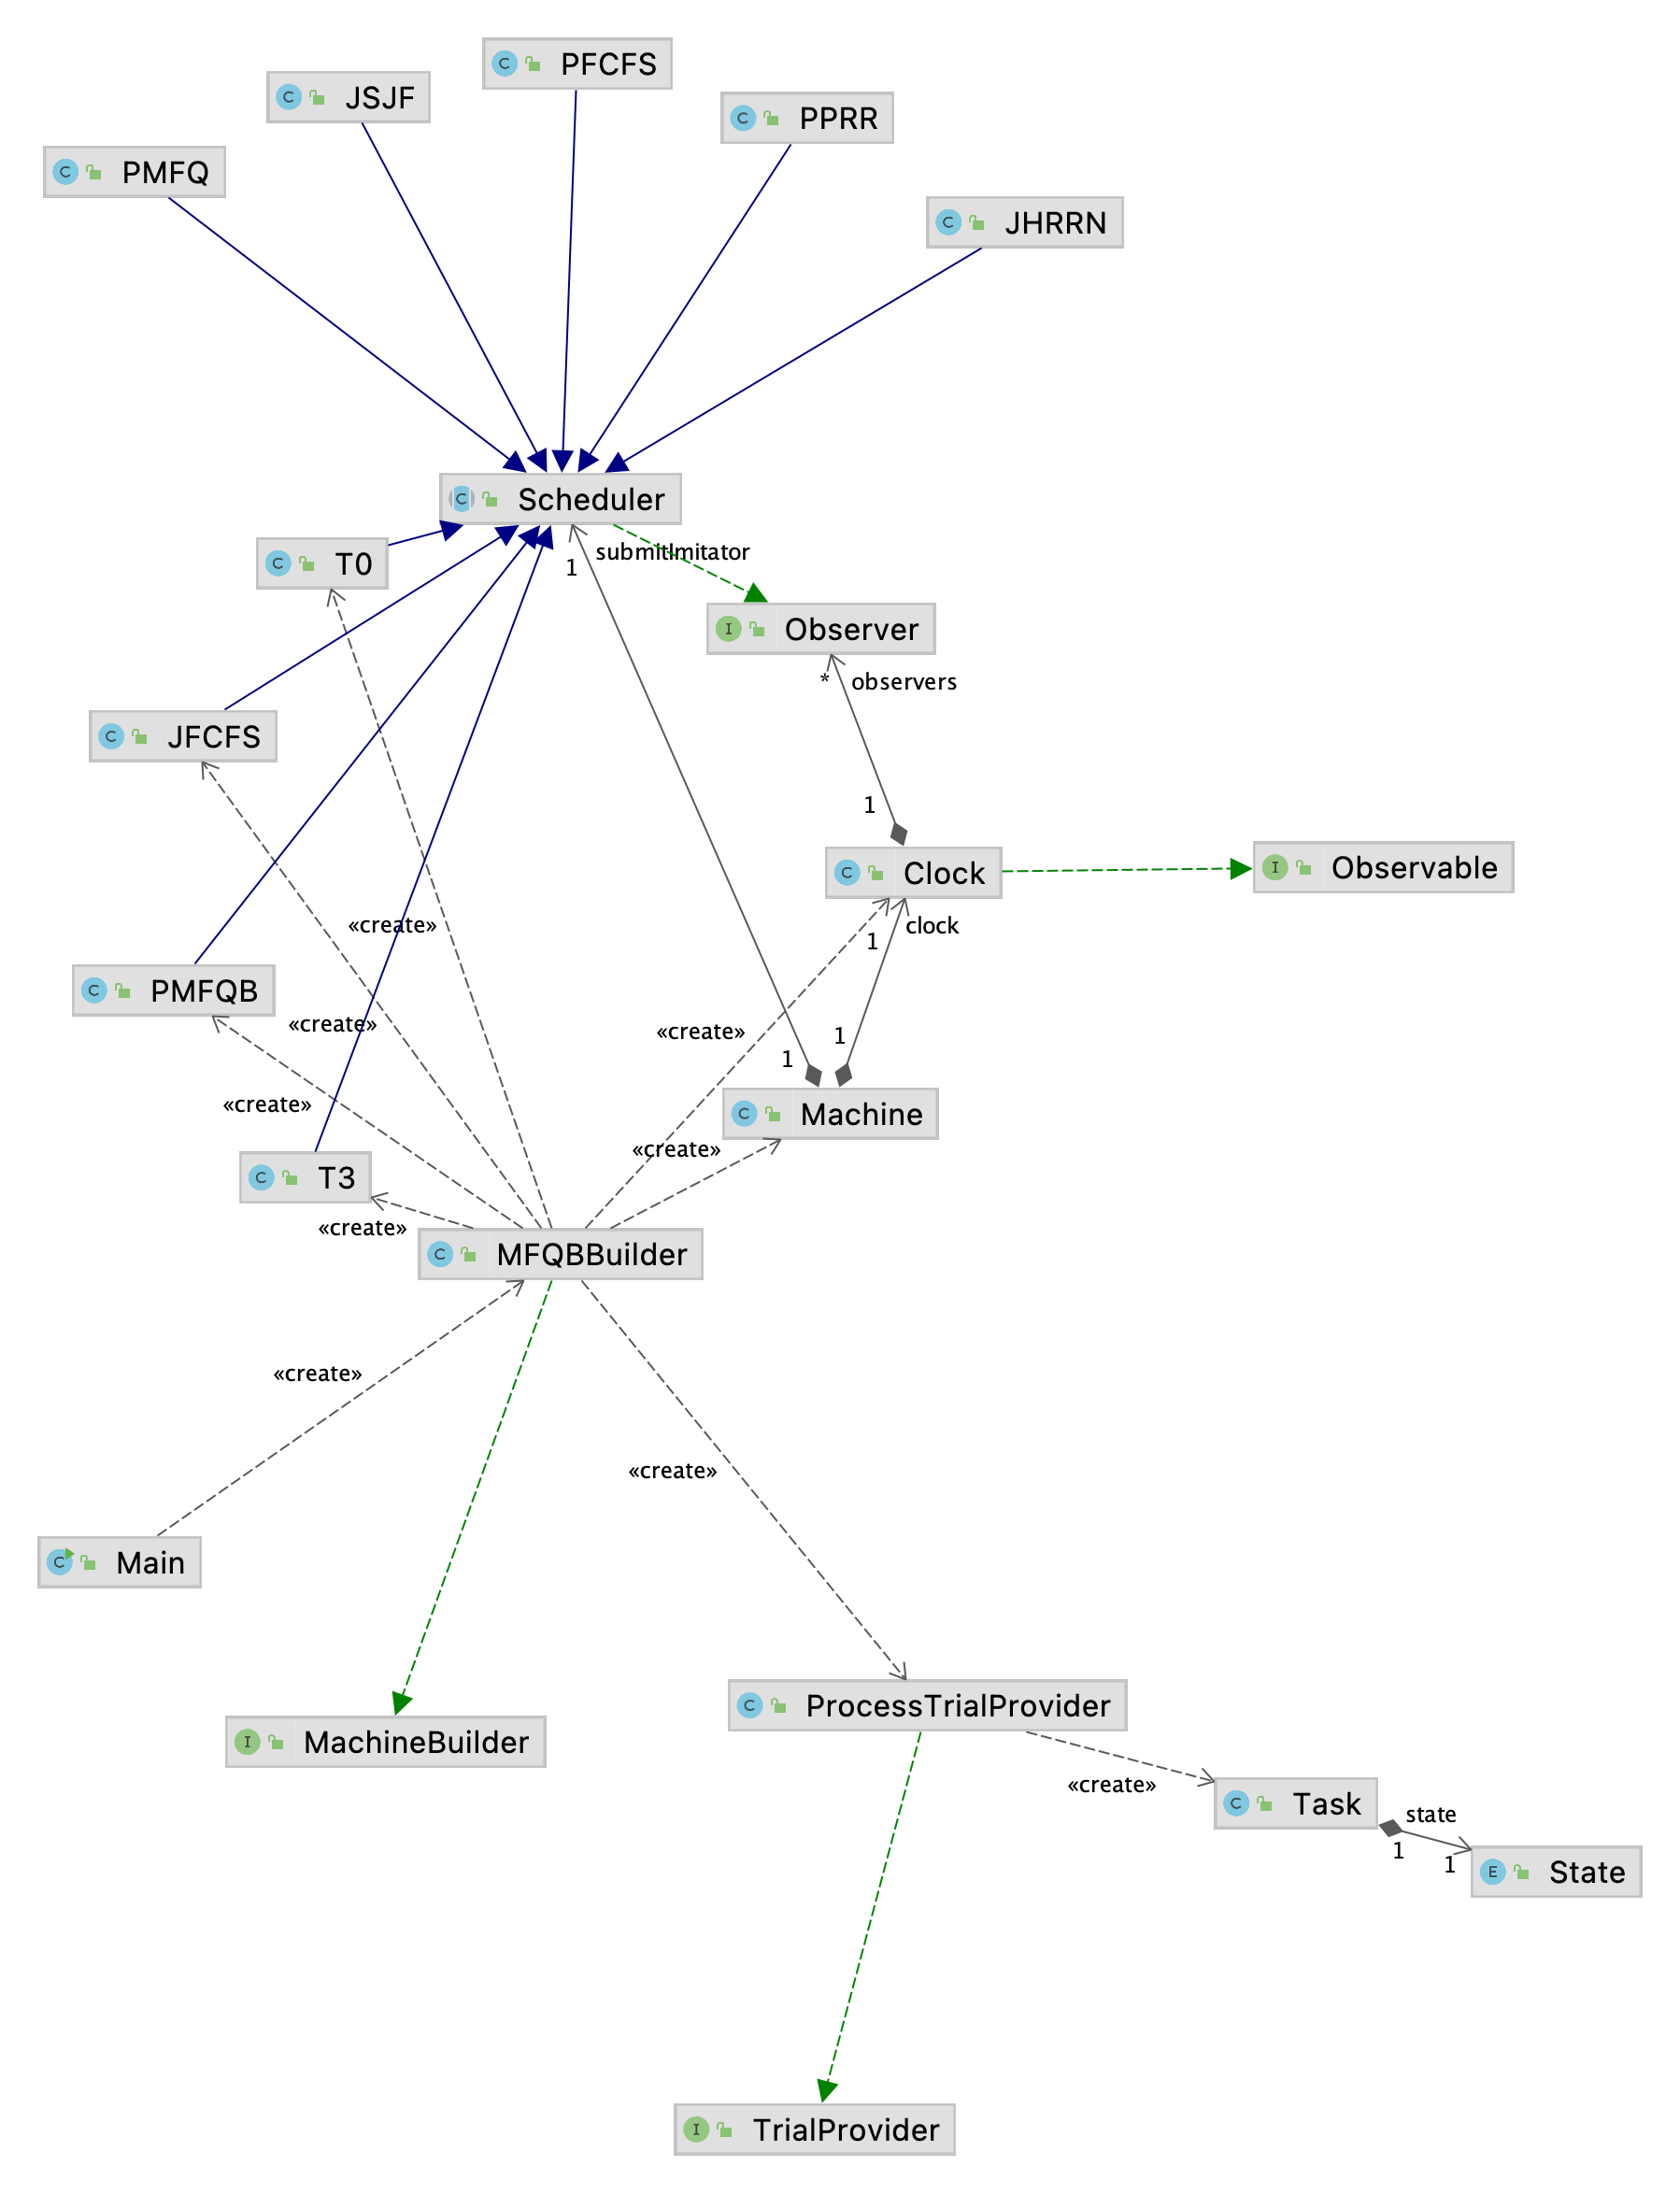 PFCFS
JSJF
PPRR
PMFQ
JHRRN
Scheduler
submitImitator
T0
1
Observer
* observers
JFCFS
1
Clock
Observable
«create»
clock
1
PMFQB
«create»
«create»
1
1
«create»
Machine
«create»
T3
«create»
MFQBBuilder
«create»
«create»
Main
ProcessTrialProvider
MachineBuilder
«create»
Task
state
1
1
State
TrialProvider